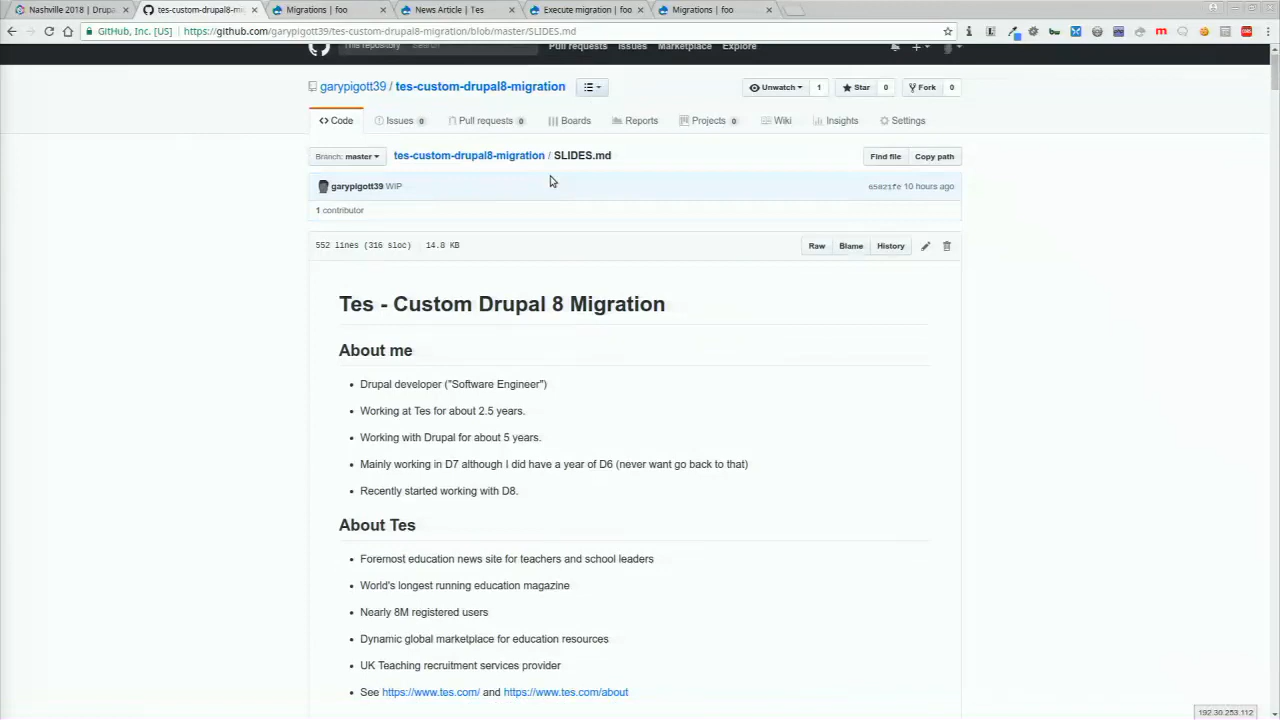 Nashville 2018 | Drupa
tes-custom-drupal8-mi
Migrations | foo
News Article | Tes
Execute migration | foo
Migrations | foo
GitHub, Inc. [US]
https://github.com/garypigott39/tes-custom-drupal8-migration/blob/master/SLIDES.md
This repository
Search
Pull requests
Issues
Marketplace
Explore
garypigott39 / tes-custom-drupal8-migration
Unwatch 1
Star 0
Fork 0
Code
Issues 0
Pull requests 0
Boards
Reports
Projects 0
Wiki
Insights
Settings
Branch: master
tes-custom-drupal8-migration / SLIDES.md
Find file
Copy path
garypigott39 WIP
65821fe 10 hours ago
1 contributor
552 lines (316 sloc)
14.8 KB
Raw
Blame
History
Tes - Custom Drupal 8 Migration
About me
• Drupal developer ("Software Engineer")
• Working at Tes for about 2.5 years.
• Working with Drupal for about 5 years.
• Mainly working in D7 although I did have a year of D6 (never want go back to that)
• Recently started working with D8.
About Tes
• Foremost education news site for teachers and school leaders
• World's longest running education magazine
• Nearly 8M registered users
• Dynamic global marketplace for education resources
• UK Teaching recruitment services provider
• See https://www.tes.com/ and https://www.tes.com/about
192.30.253.112